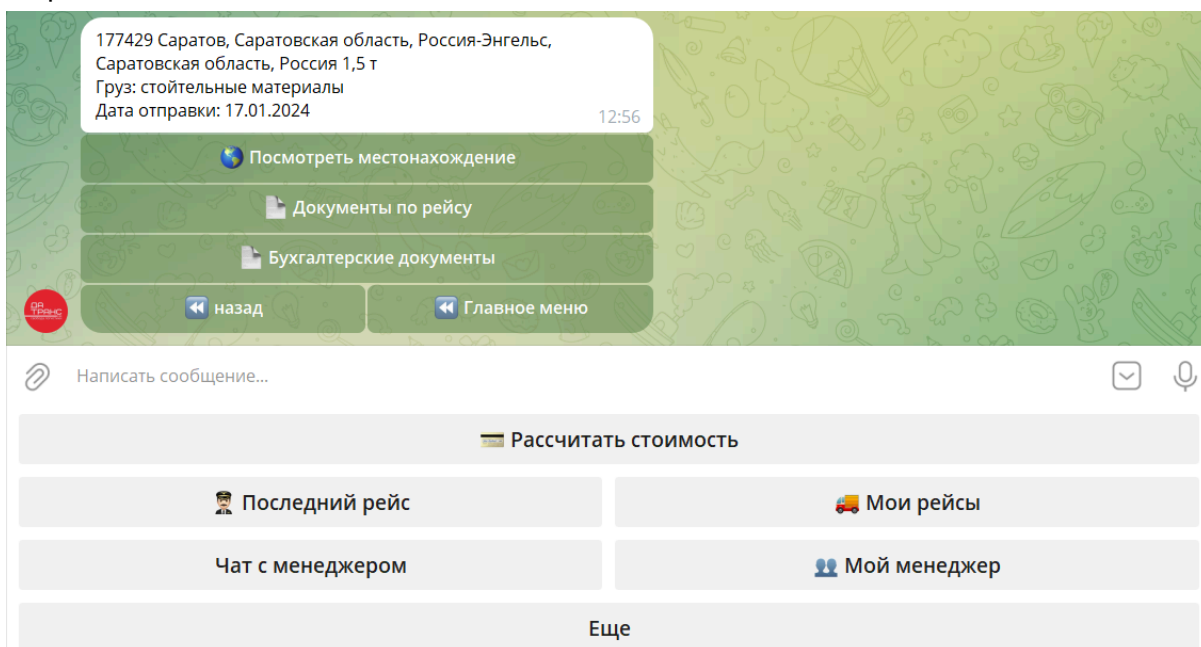 177429 Саратов, Саратовская область, Россия-Энгельс,
Саратовская область, Россия 1,5 т
Груз: стойтельные материалы
Дата отправки: 17.01.2024
12:56
Посмотреть местонахождение
Документы по рейсу
Бухгалтерские документы
назад
Главное меню
ОА
ТРАНС
Написать сообщение...
Рассчитать стоимость
Последний рейс
Мои рейсы
Чат с менеджером
Мой менеджер
Еще